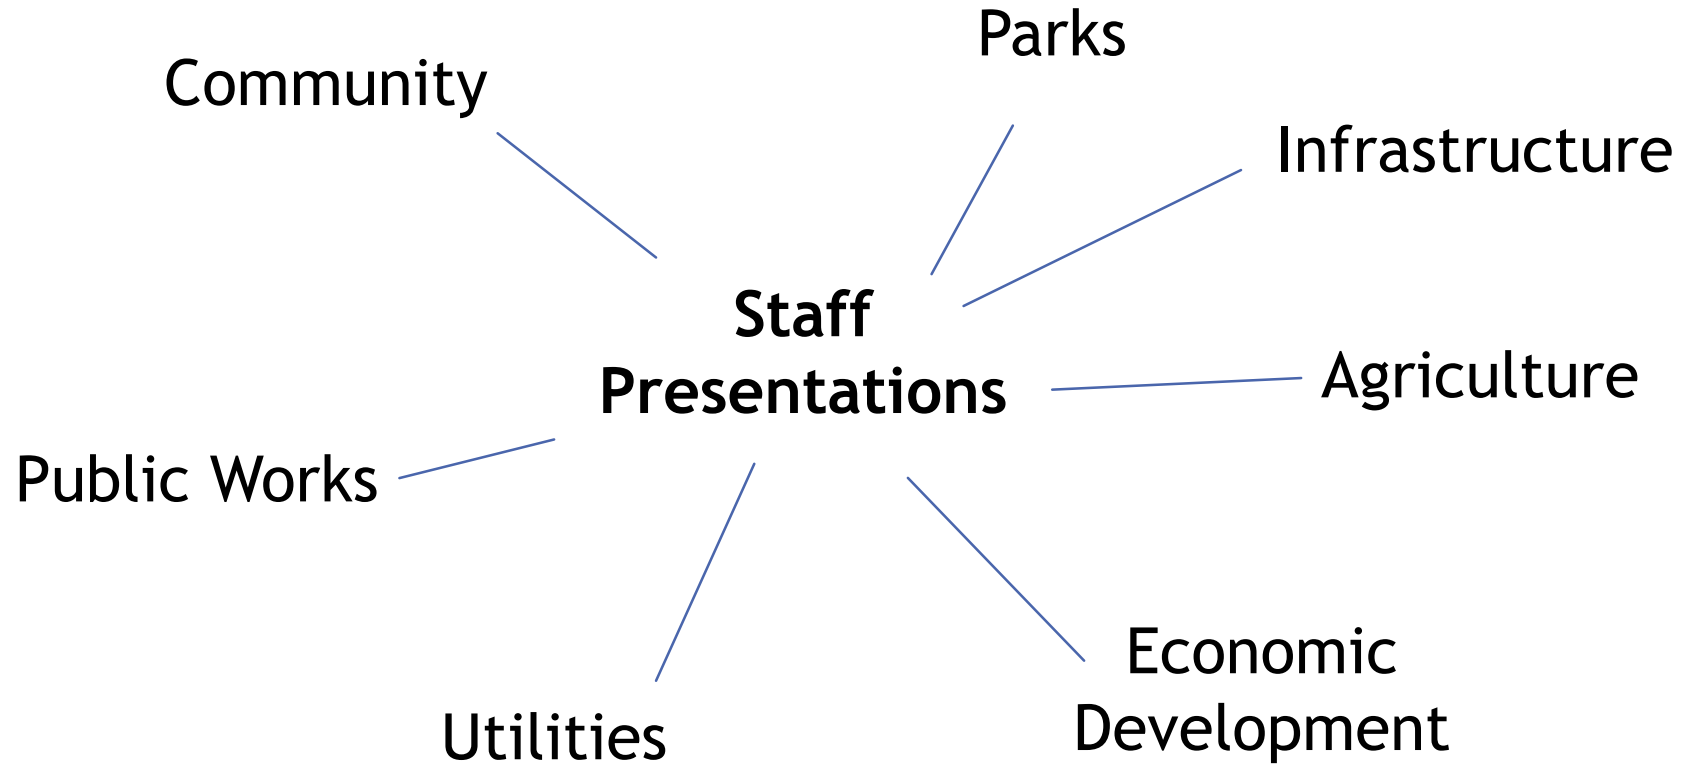 Parks
Community
Infrastructure
Staff
Presentations
Agriculture
Public Works
Economic
Development
Utilities